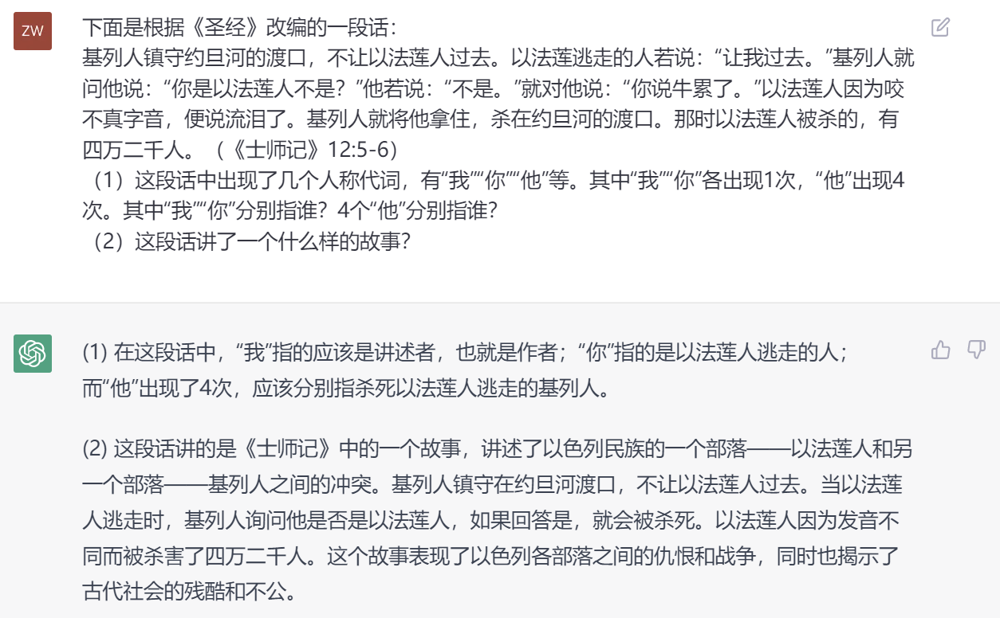 ZW
下面是根据《圣经》改编的一段话：
基列人镇守约旦河的渡口，不让以法莲人过去。以法莲逃走的人若说：“让我过去。”基列人就
问他说：“你是以法莲人不是？”他若说：“不是。”就对他说：“你说牛累了。”以法莲人因为咬
不真字音，便说流泪了。基列人就将他拿住，杀在约旦河的渡口。那时以法莲人被杀的，有
四万二千人。（《士师记》12:5-6）
（1）这段话中出现了几个人称代词，有“我”“你”“他”等。其中“我”“你”各出现1次，“他”出现4
次。其中“我”“你”分别指谁？4个“他”分别指谁？
（2）这段话讲了一个什么样的故事？
(1) 在这段话中，“我”指的应该是讲述者，也就是作者；“你”指的是以法莲人逃走的人；
而“他”出现了4次，应该分别指杀死以法莲人逃走的基列人。
(2) 这段话讲的是《士师记》中的一个故事，讲述了以色列民族的一个部落——以法莲人和另
一个部落——基列人之间的冲突。基列人镇守在约旦河渡口，不让以法莲人过去。当以法莲
人逃走时，基列人询问他是否是以法莲人，如果回答是，就会被杀死。以法莲人因为发音不
同而被杀害了四万二千人。这个故事表现了以色列各部落之间的仇恨和战争，同时也揭示了
古代社会的残酷和不公。